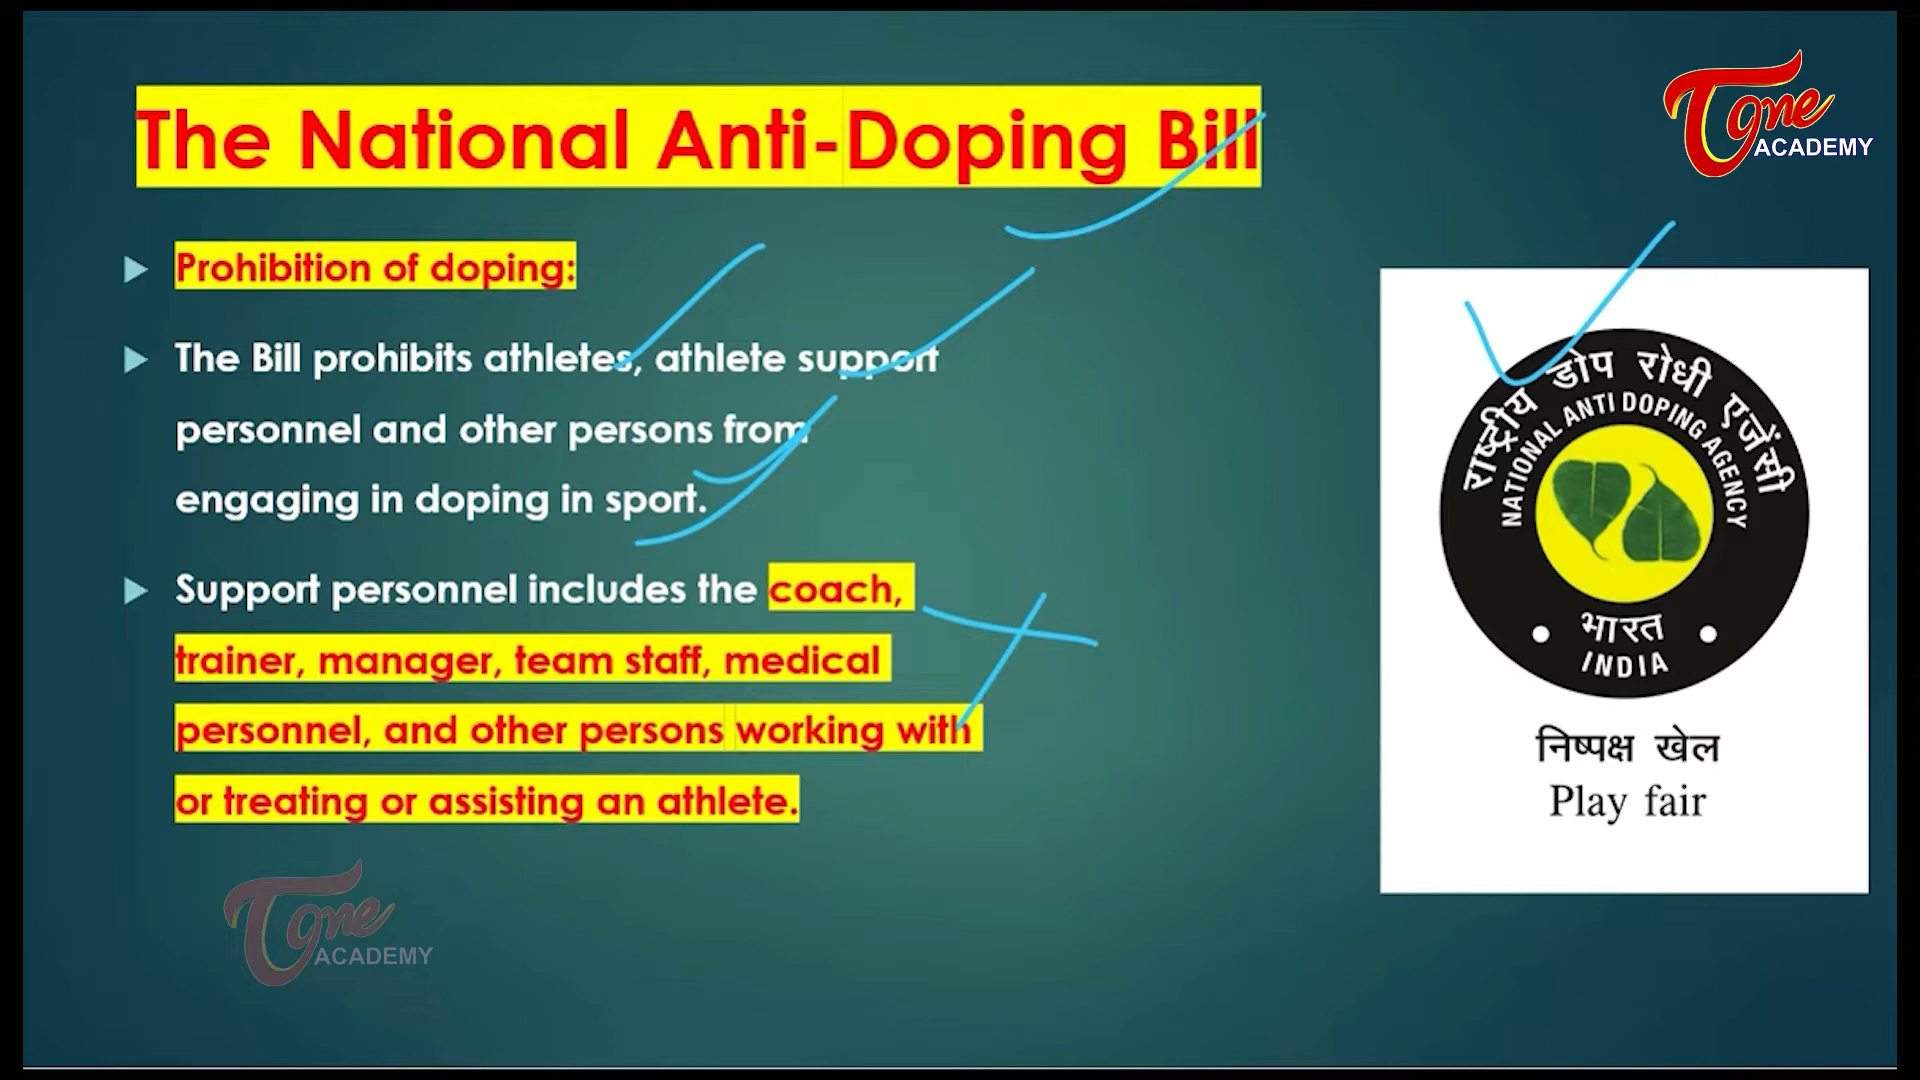 The National Anti-Doping Bill
Tone
ACADEMY
Prohibition of doping:
The Bill prohibits athletes, athlete support
personnel and other persons from
engaging in doping in sport.
Support personnel includes the coach,
trainer, manager, team staff, medical
personnel, and other persons working with
or treating or assisting an athlete.
राष्ट्रीय डोप रोधी एजेंसी
NATIONAL ANTI DOPING AGENCY
भारत
INDIA
निष्पक्ष खेल
Play fair
Tone
ACADEMY